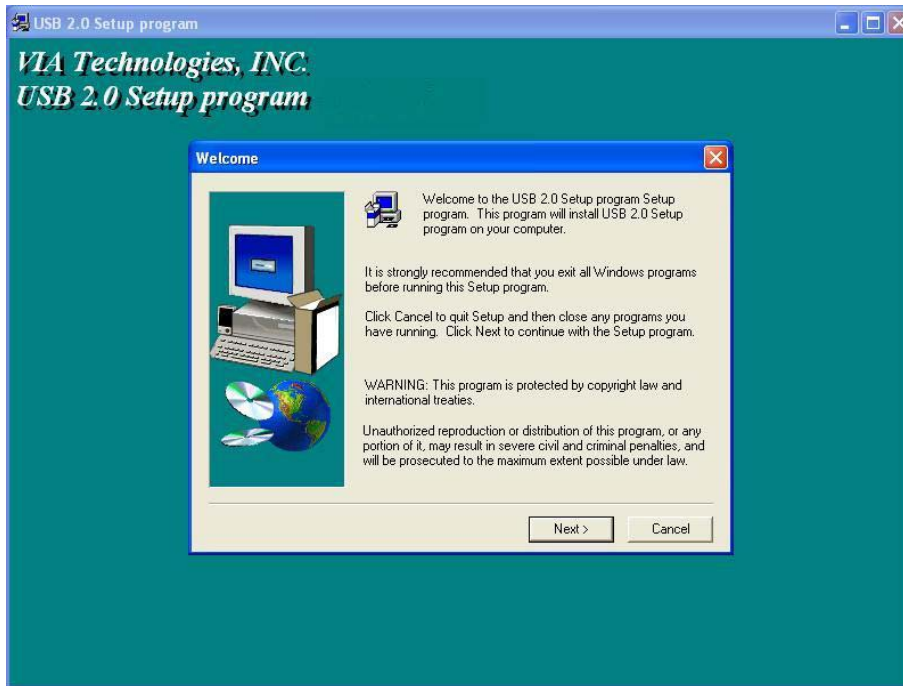 USB 2.0 Setup program
VIA Technologies, INC.
USB 2.0 Setup program
Welcome
Welcome to the USB 2.0 Setup program Setup
program. This program will install USB 2.0 Setup
program on your computer.
It is strongly recommended that you exit all Windows programs
before running this Setup program.
Click Cancel to quit Setup and then close any programs you
have running. Click Next to continue with the Setup program.
WARNING: This program is protected by copyright law and
international treaties.
Unauthorized reproduction or distribution of this program, or any
portion of it, may result in severe civil and criminal penalties, and
will be prosecuted to the maximum extent possible under law.
Next >
Cancel